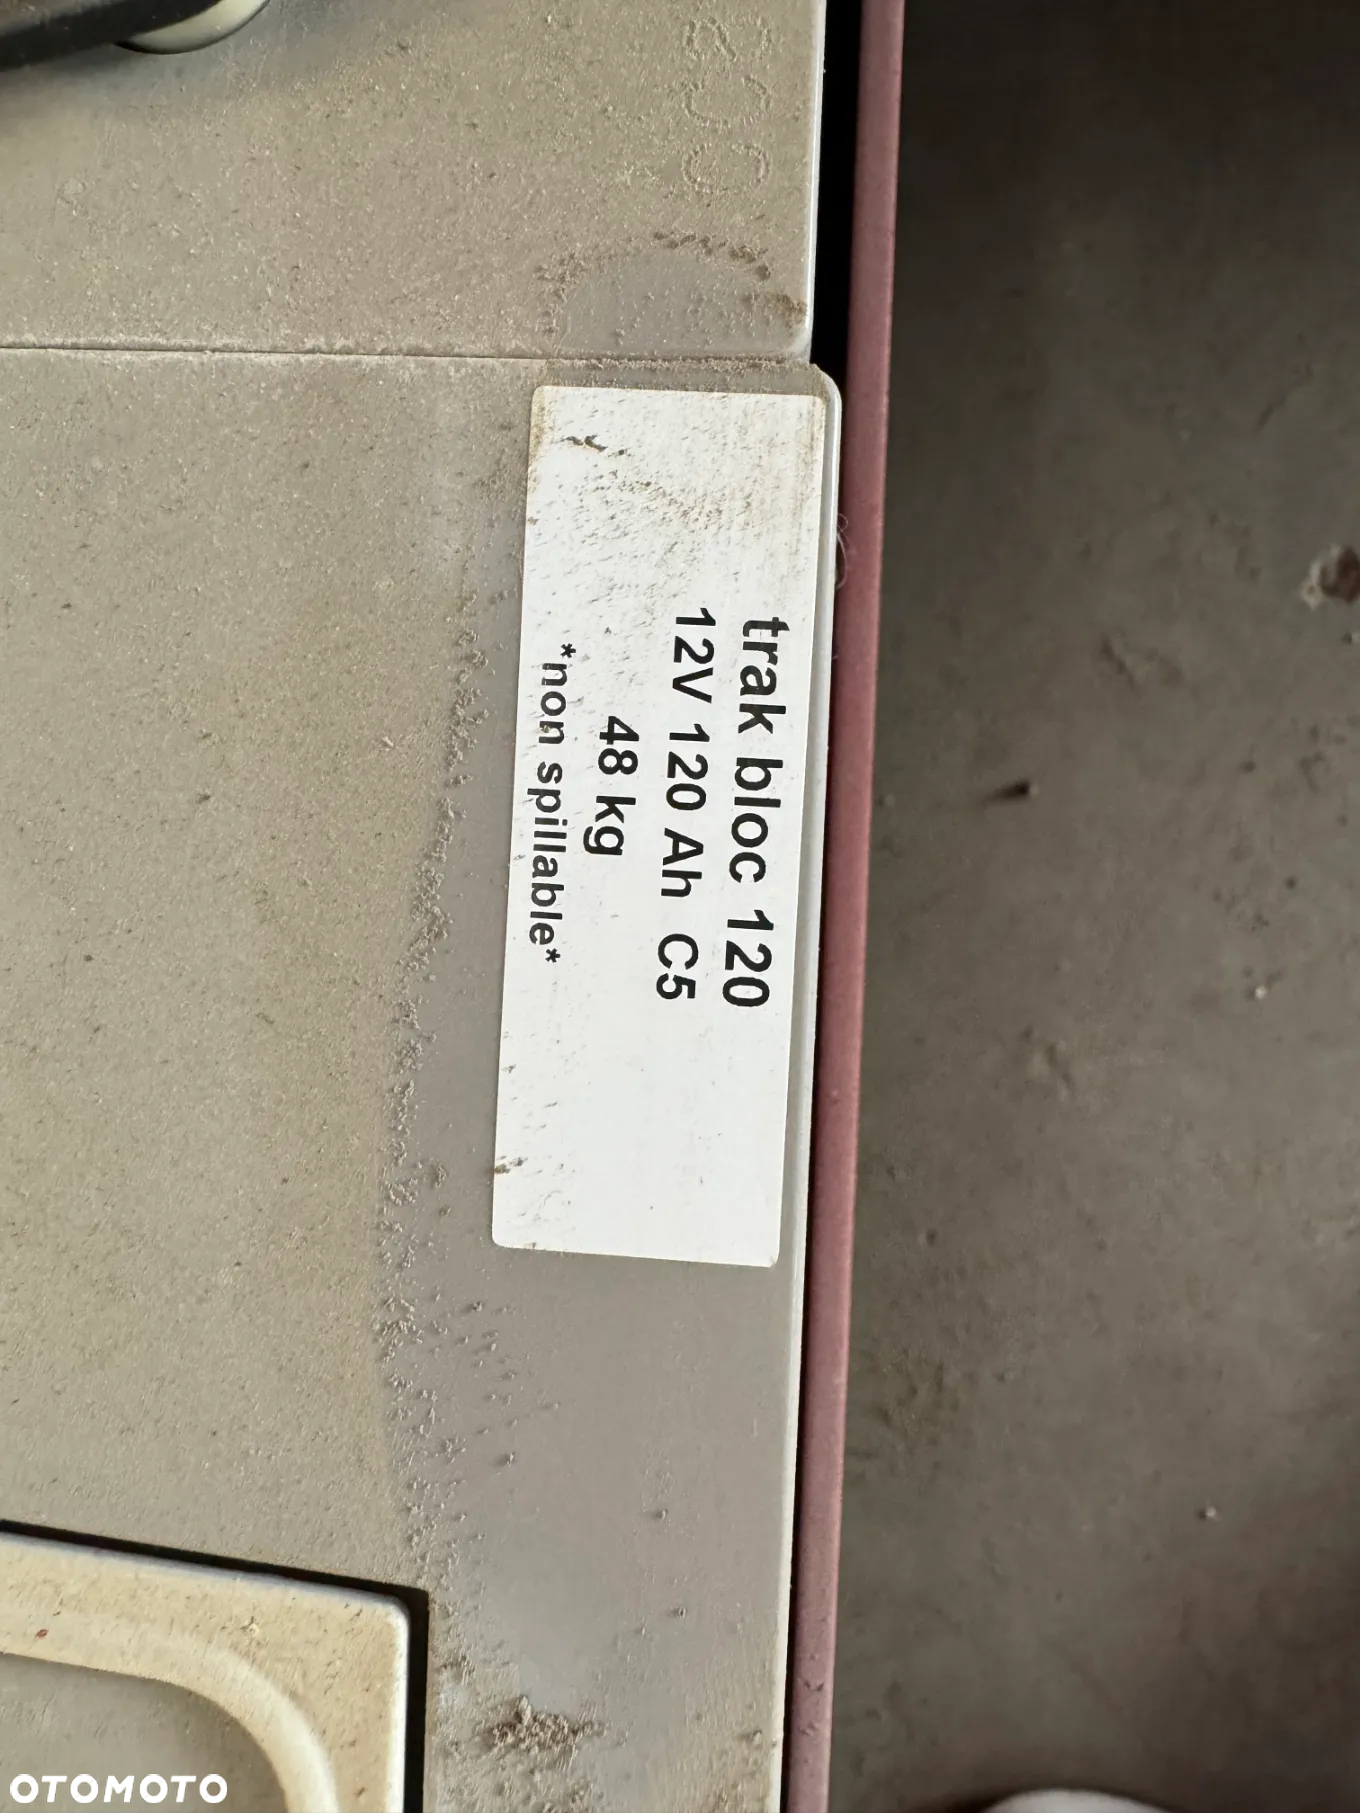 trak bloc 120
12V 120 Ah C5
48 kg
*non spillable*
OTOMOTO